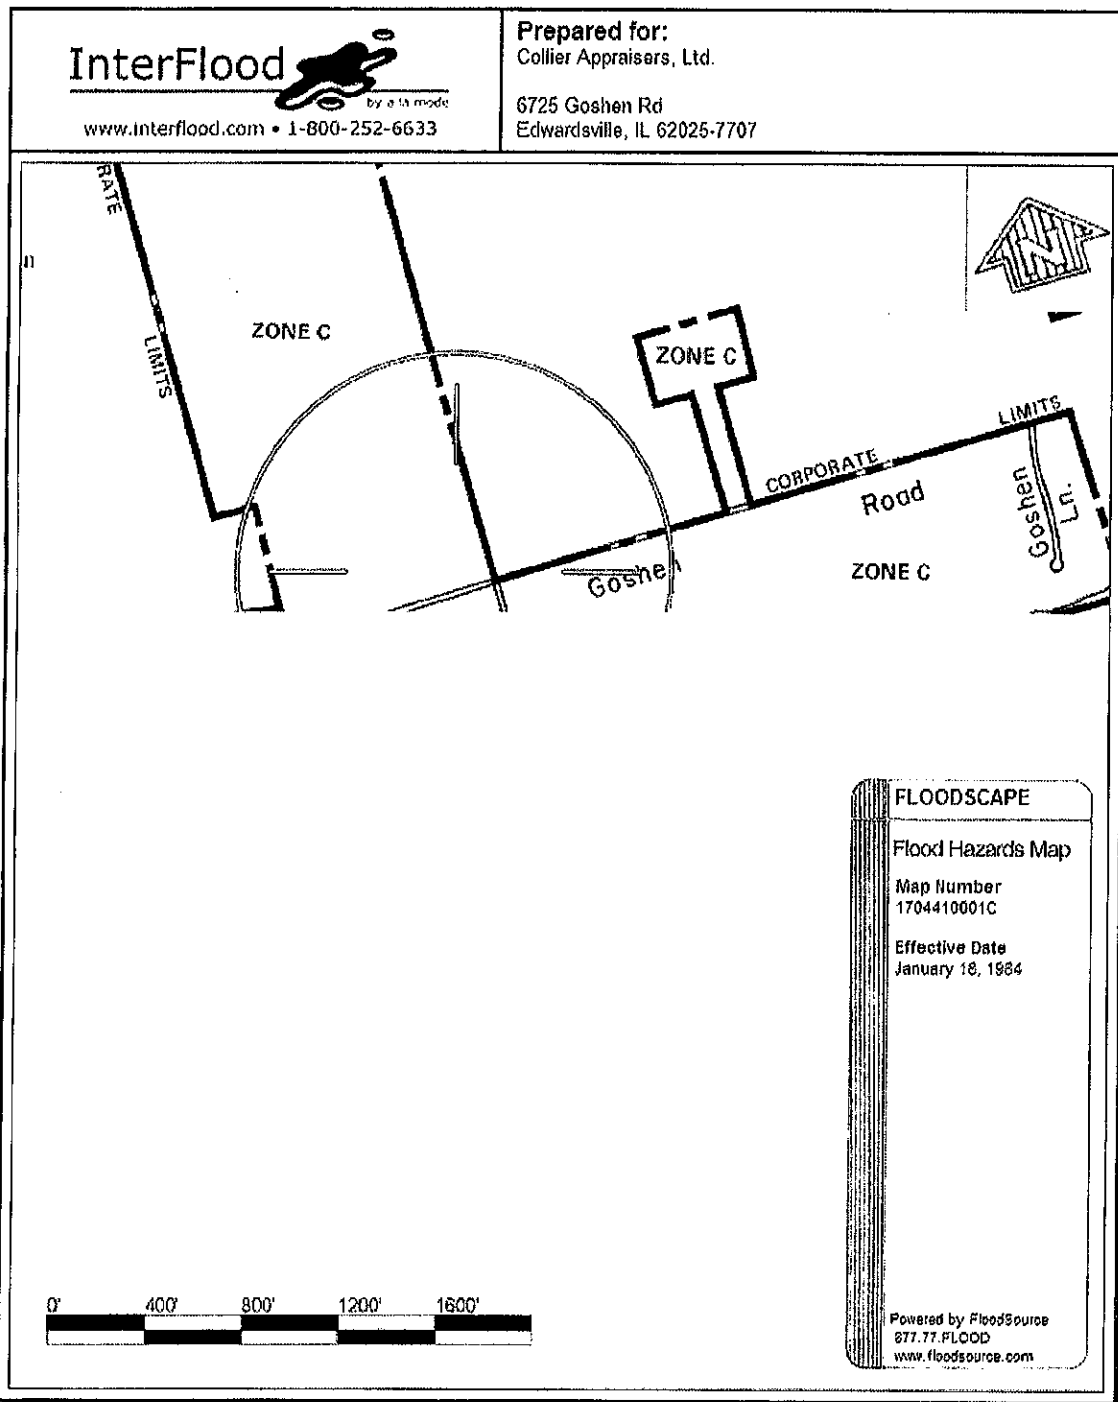 InterFlood
by a la mode
www.interflood.com • 1-800-252-6633
Prepared for:
Collier Appraisers, Ltd.
6725 Goshen Rd
Edwardsville, IL 62025-7707
RATE
LIMITS
ZONE C
ZONE C
N
CORPORATE
LIMITS
Goshen
Road
Goshen
Ln.
ZONE C
FLOODSCAPE
Flood Hazards Map
Map Number
1704410001C
Effective Date
January 18, 1984
0' 400' 800' 1200' 1600'
Powered by FloodSource
877.77.FLOOD
www.floodsource.com